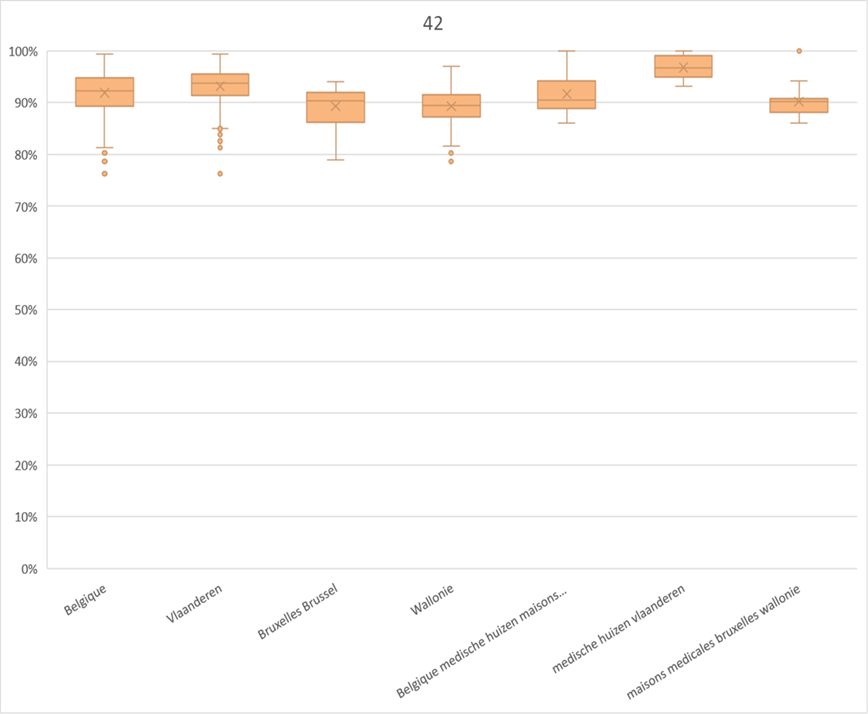 42
100%
90%
80%
70%
60%
50%
40%
30%
20%
10%
0%
Belgique
Vlaanderen
Bruxelles Brussel
Wallonie
Belgique medische huizen maisons...
medische huizen vlaanderen
maisons medicales bruxelles wallonie